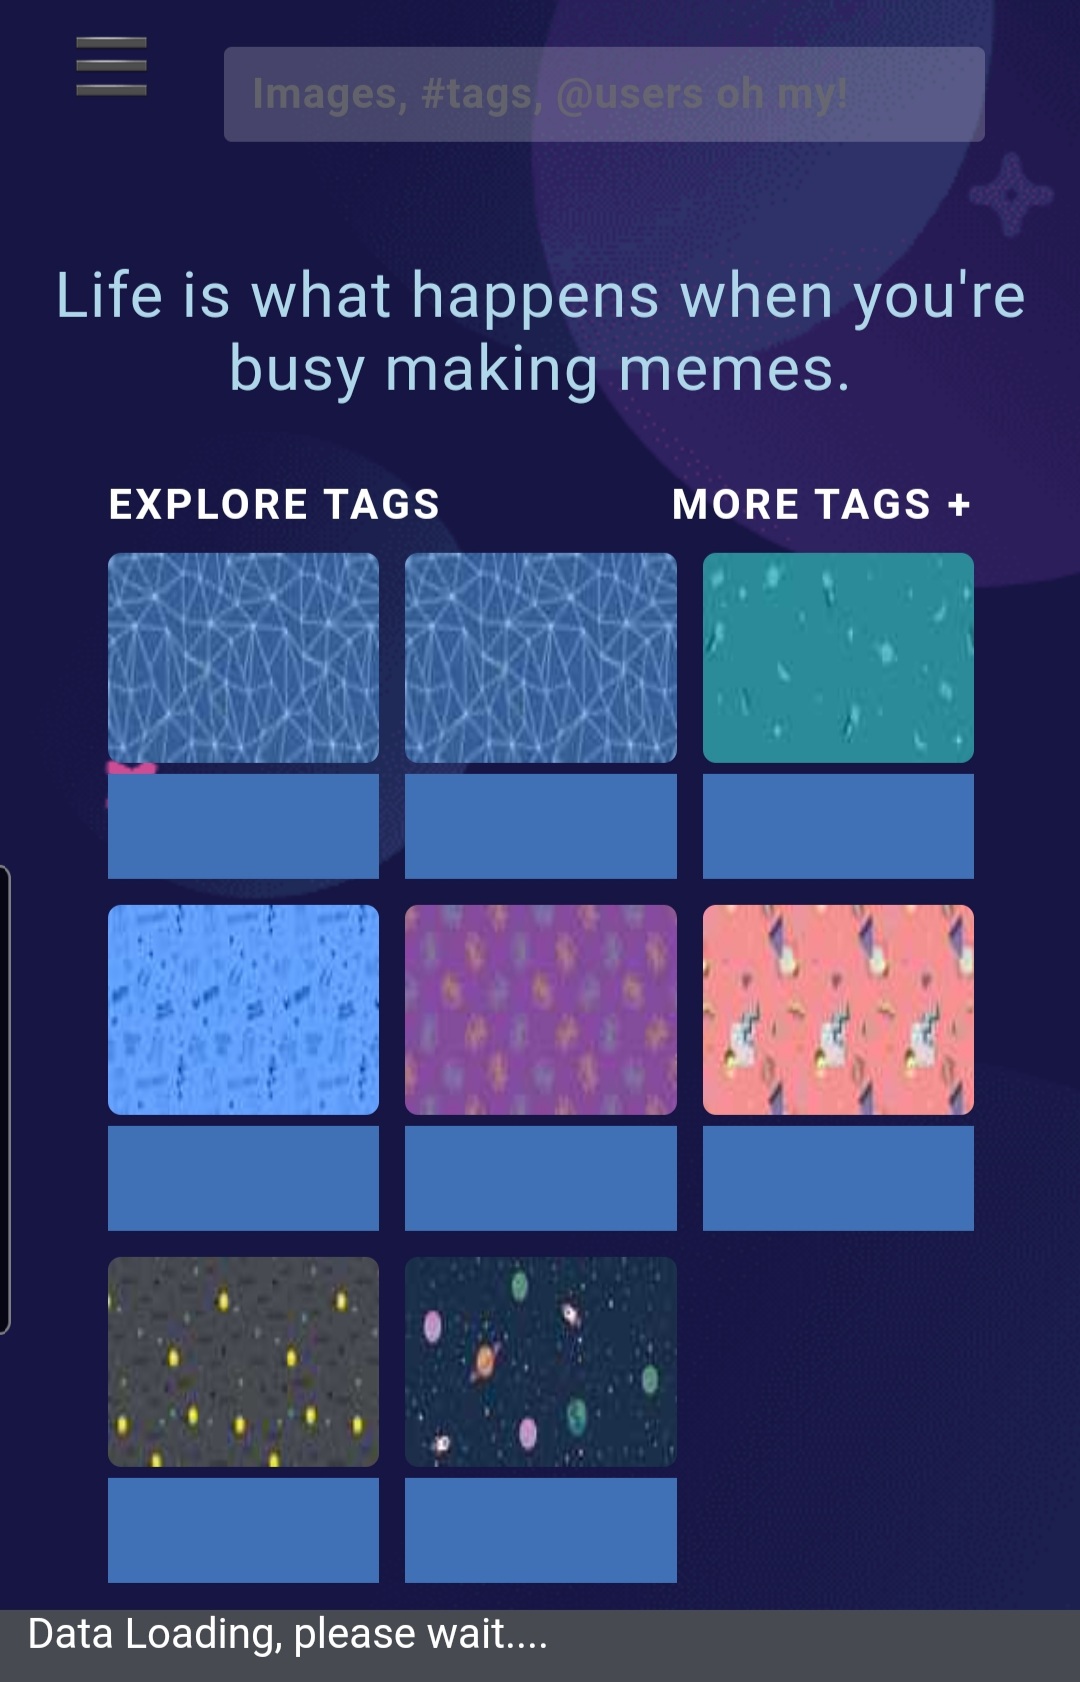 Images, #tags, @users oh my!
Life is what happens when you're
busy making memes.
EXPLORE TAGS
MORE TAGS +
Data Loading, please wait....